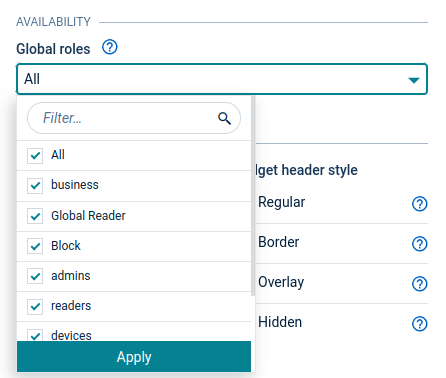 AVAILABILITY
Global roles
All
Filter...
All
business
Global Reader
Block
admins
readers
devices
Apply
dget header style
Regular
Border
Overlay
Hidden